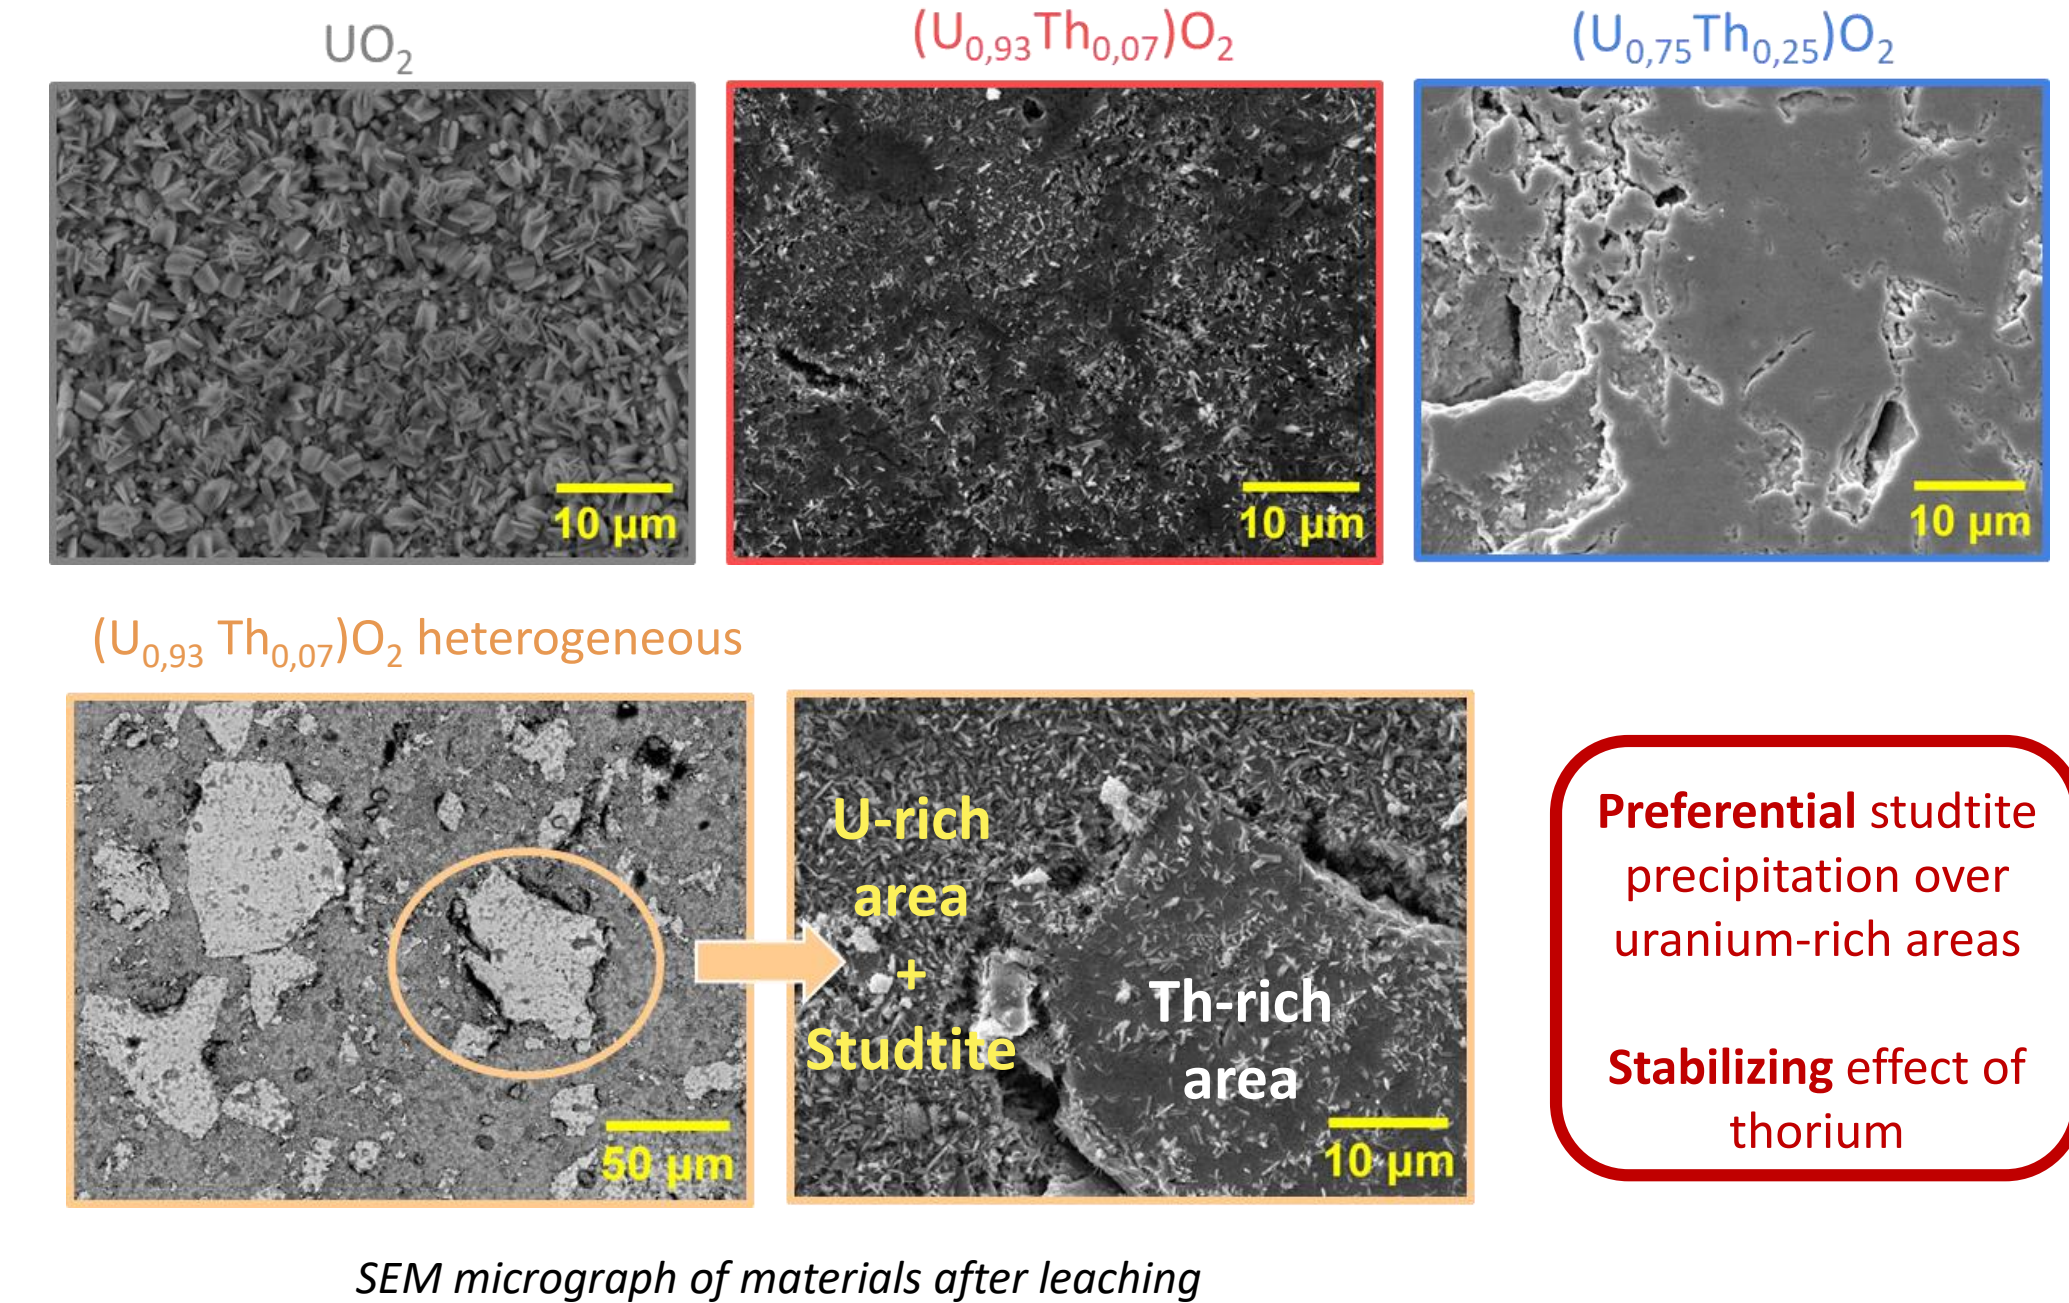 UO₂
(U₀,₉₃Th₀,₀₇)O₂
(U₀,₇₅Th₀,₂₅)O₂
10 µm
10 µm
10 µm
(U₀,₉₃ Th₀,₀₇)O₂ heterogeneous
50 µm
U-rich
area
+
Studtite
Th-rich
area
10 µm
Preferential studtite
precipitation over
uranium-rich areas
Stabilizing effect of
thorium
SEM micrograph of materials after leaching